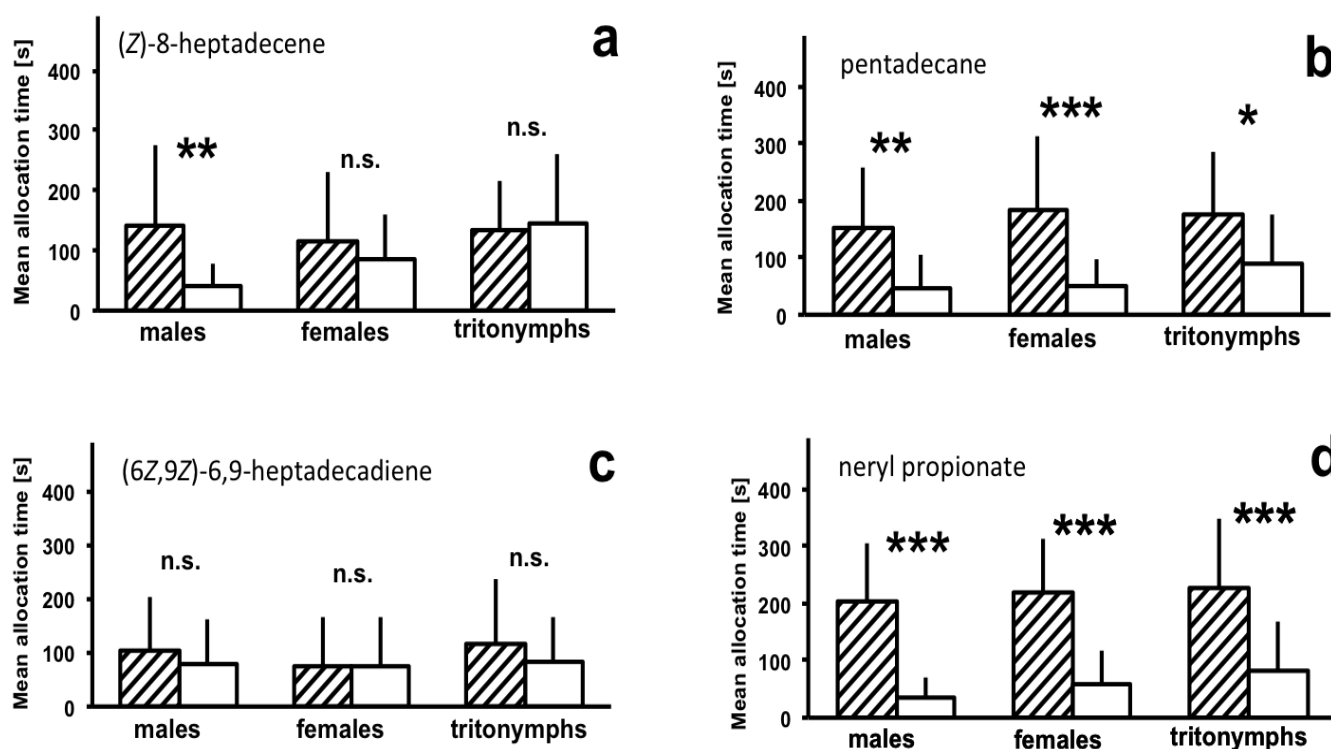 (Z)-8-heptadecene
a
Mean allocation time [s]
400
300
200
100
0
**
n.s.
n.s.
males
females
tritonymphs
pentadecane
b
Mean allocation time [s]
400
300
200
100
0
**
***
*
males
females
tritonymphs
(6Z,9Z)-6,9-heptadecadiene
c
Mean allocation time [s]
400
300
200
100
0
n.s.
n.s.
n.s.
males
females
tritonymphs
neryl propionate
d
Mean allocation time [s]
400
300
200
100
0
***
***
***
males
females
tritonymphs